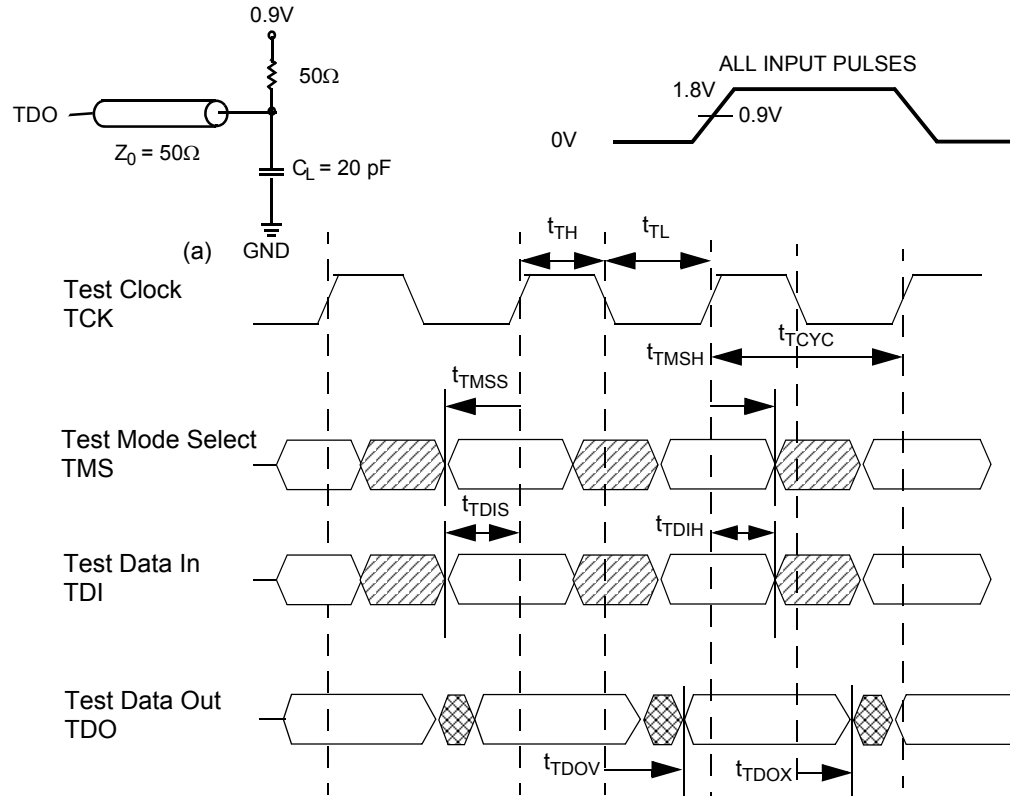 0.9V
50Ω
TDO
Z0 = 50Ω
CL = 20 pF
GND
(a)
ALL INPUT PULSES
1.8V
0.9V
0V
tTH
tTL
Test Clock
TCK
tTCYC
tTMSH
tTMSS
Test Mode Select
TMS
tTDIS
tTDIH
Test Data In
TDI
Test Data Out
TDO
tTDOV
tTDOX